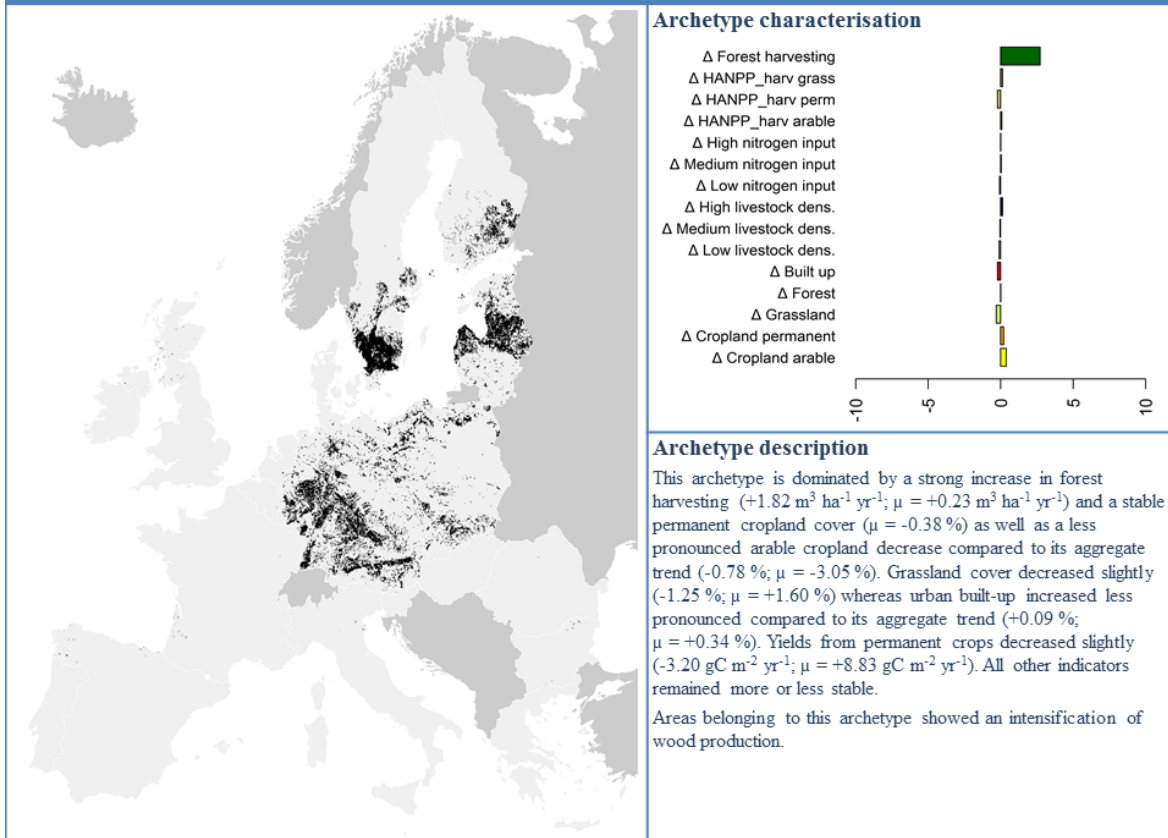 Archetype characterisation
Δ Forest harvesting
Δ HANPP_harv grass
Δ HANPP_harv perm
Δ HANPP_harv arable
Δ High nitrogen input
Δ Medium nitrogen input
Δ Low nitrogen input
Δ High livestock dens.
Δ Medium livestock dens.
Δ Low livestock dens.
Δ Built up
Δ Forest
Δ Grassland
Δ Cropland permanent
Δ Cropland arable
-10 -5 0 5 10
Archetype description
This archetype is dominated by a strong increase in forest
harvesting (+1.82 m³ ha⁻¹ yr⁻¹; µ = +0.23 m³ ha⁻¹ yr⁻¹) and a stable
permanent cropland cover (µ = -0.38 %) as well as a less
pronounced arable cropland decrease compared to its aggregate
trend (-0.78 %; µ = -3.05 %). Grassland cover decreased slightly
(-1.25 %; µ = +1.60 %) whereas urban built-up increased less
pronounced compared to its aggregate trend (+0.09 %;
µ = +0.34 %). Yields from permanent crops decreased slightly
(-3.20 gC m⁻² yr⁻¹; µ = +8.83 gC m⁻² yr⁻¹). All other indicators
remained more or less stable.
Areas belonging to this archetype showed an intensification of
wood production.